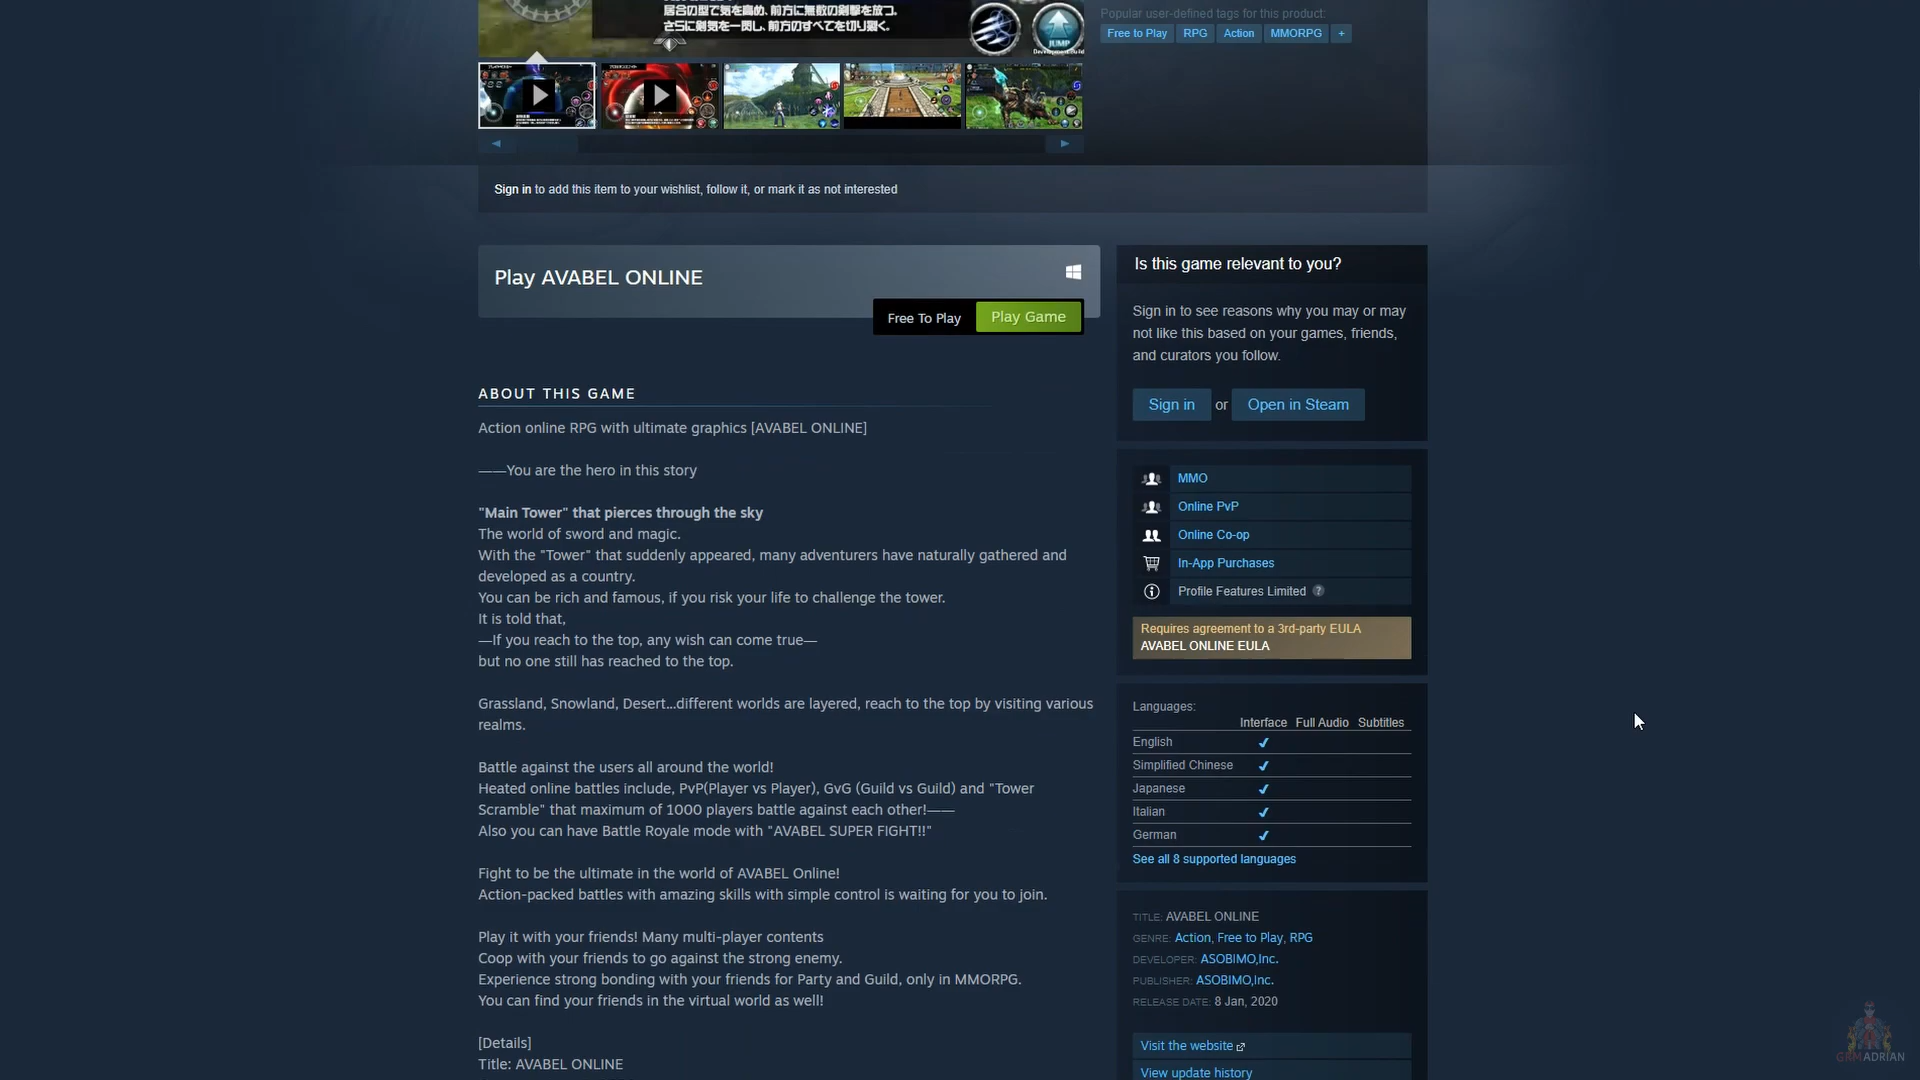 居合の型で気を高め、前方に無数の剣撃を放つ。
さらに剣気を一閃し、前方のすべてを切り裂く。
JUMP
Popular user-defined tags for this product:
Free to Play RPG Action MMORPG +
Sign in to add this item to your wishlist, follow it, or mark it as not interested
Play AVABEL ONLINE
Free To Play Play Game
ABOUT THIS GAME
Action online RPG with ultimate graphics [AVABEL ONLINE]
——You are the hero in this story
"Main Tower" that pierces through the sky
The world of sword and magic.
With the "Tower" that suddenly appeared, many adventurers have naturally gathered and
developed as a country.
You can be rich and famous, if you risk your life to challenge the tower.
It is told that,
—If you reach to the top, any wish can come true—
but no one still has reached to the top.
Grassland, Snowland, Desert...different worlds are layered, reach to the top by visiting various
realms.
Battle against the users all around the world!
Heated online battles include, PvP(Player vs Player), GvG (Guild vs Guild) and "Tower
Scramble" that maximum of 1000 players battle against each other!——
Also you can have Battle Royale mode with "AVABEL SUPER FIGHT!!"
Fight to be the ultimate in the world of AVABEL Online!
Action-packed battles with amazing skills with simple control is waiting for you to join.
Play it with your friends! Many multi-player contents
Coop with your friends to go against the strong enemy.
Experience strong bonding with your friends for Party and Guild, only in MMORPG.
You can find your friends in the virtual world as well!
[Details]
Title: AVABEL ONLINE
Is this game relevant to you?
Sign in to see reasons why you may or may
not like this based on your games, friends,
and curators you follow.
Sign in or Open in Steam
MMO
Online PvP
Online Co-op
In-App Purchases
Profile Features Limited ?
Requires agreement to a 3rd-party EULA
AVABEL ONLINE EULA
Languages:
Interface Full Audio Subtitles
English ✔
Simplified Chinese ✔
Japanese ✔
Italian ✔
German ✔
See all 8 supported languages
TITLE: AVABEL ONLINE
GENRE: Action, Free to Play, RPG
DEVELOPER: ASOBIMO,Inc.
PUBLISHER: ASOBIMO,Inc.
RELEASE DATE: 8 Jan, 2020
Visit the website
View update history
GRMADRIAN